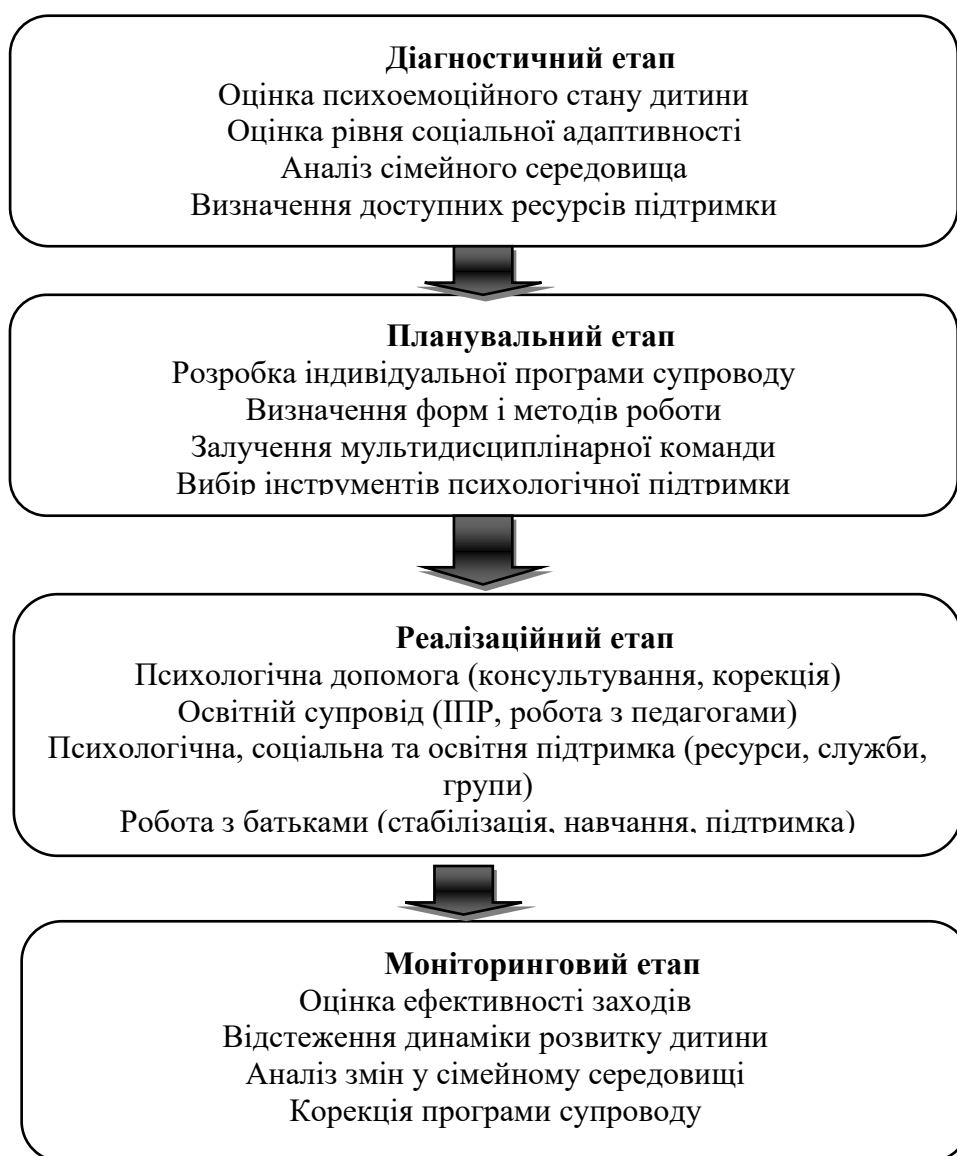 Діагностичний етап
Оцінка психоемоційного стану дитини
Оцінка рівня соціальної адаптивності
Аналіз сімейного середовища
Визначення доступних ресурсів підтримки
Планувальний етап
Розробка індивідуальної програми супроводу
Визначення форм і методів роботи
Залучення мультидисциплінарної команди
Вибір інструментів психологічної підтримки
Реалізаційний етап
Психологічна допомога (консультування, корекція)
Освітній супровід (ІПР, робота з педагогами)
Психологічна, соціальна та освітня підтримка (ресурси, служби,
групи)
Робота з батьками (стабілізація, навчання, підтримка)
Моніторинговий етап
Оцінка ефективності заходів
Відстеження динаміки розвитку дитини
Аналіз змін у сімейному середовищі
Корекція програми супроводу